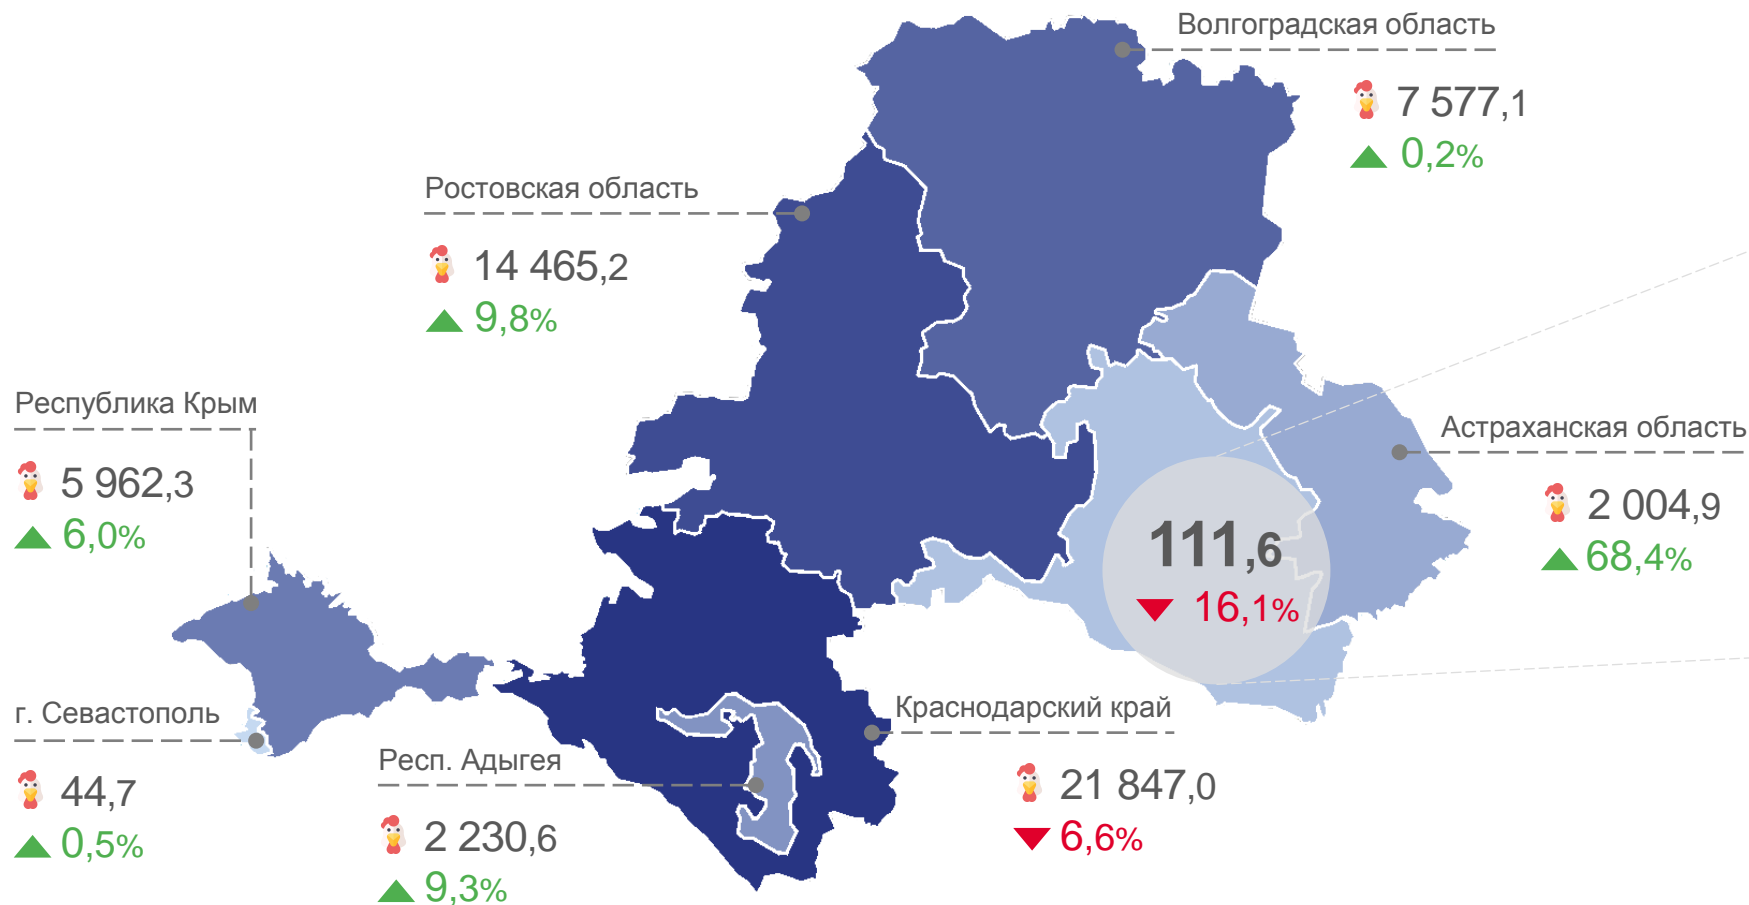 Волгоградская область
7 577,1
0,2%
Ростовская область
14 465,2
9,8%
Республика Крым
5 962,3
6,0%
Астраханская область
2 004,9
68,4%
111,6
16,1%
г. Севастополь
44,7
0,5%
Респ. Адыгея
2 230,6
9,3%
Краснодарский край
21 847,0
6,6%